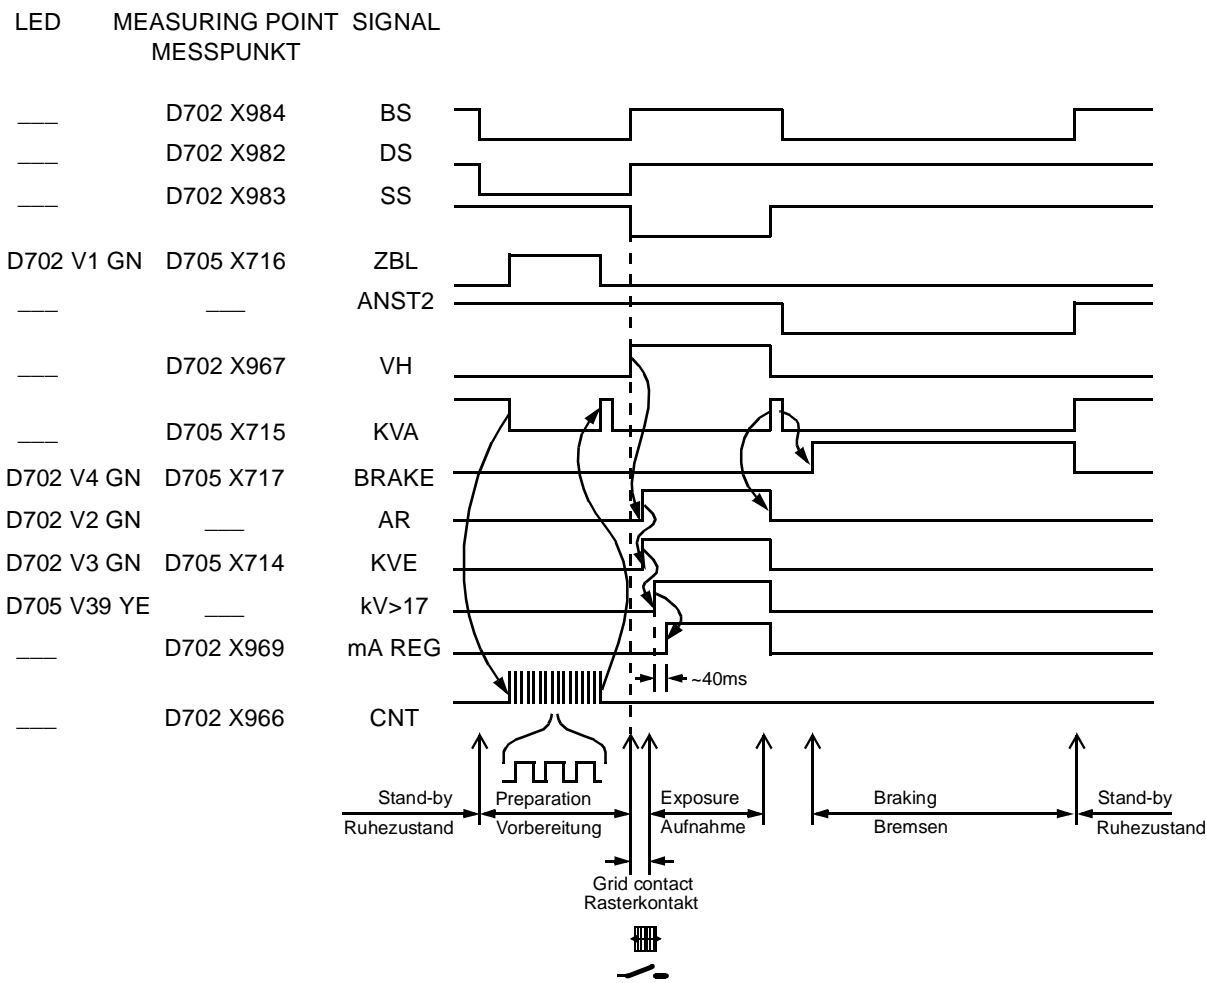 LED MEASURING POINT SIGNAL
MESSPUNKT
___ D702 X984 BS
___ D702 X982 DS
___ D702 X983 SS
D702 V1 GN D705 X716 ZBL
___ ___ ANST2
___ D702 X967 VH
___ D705 X715 KVA
D702 V4 GN D705 X717 BRAKE
D702 V2 GN ___ AR
D702 V3 GN D705 X714 KVE
D705 V39 YE ___ kV>17
___ D702 X969 mA REG
~40ms
___ D702 X966 CNT
Stand-by Preparation Exposure Braking Stand-by
Ruhezustand Vorbereitung Aufnahme Bremsen Ruhezustand
Grid contact
Rasterkontakt